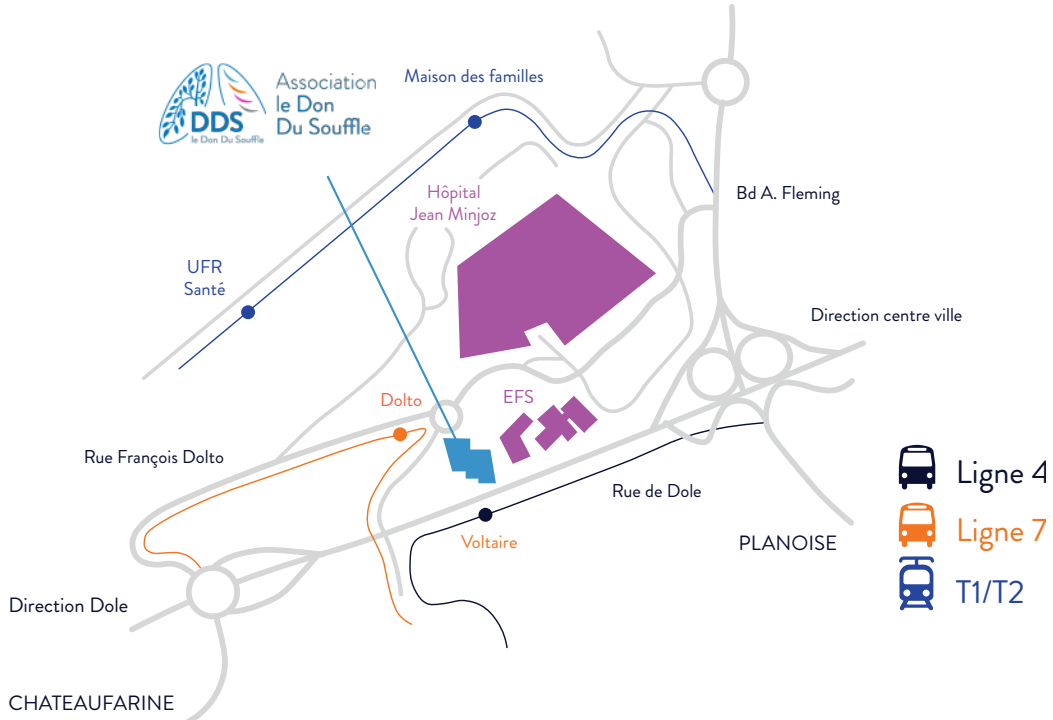 DDS
le Don Du Souffle
Association
le Don
Du Souffle
Maison des familles
Hôpital
Jean Minjoz
Bd A. Fleming
UFR
Santé
Direction centre ville
Dolto
EFS
Rue François Dolto
Rue de Dole
Voltaire
PLANOISE
Direction Dole
CHATEAUFARINE
Ligne 4
Ligne 7
T1/T2